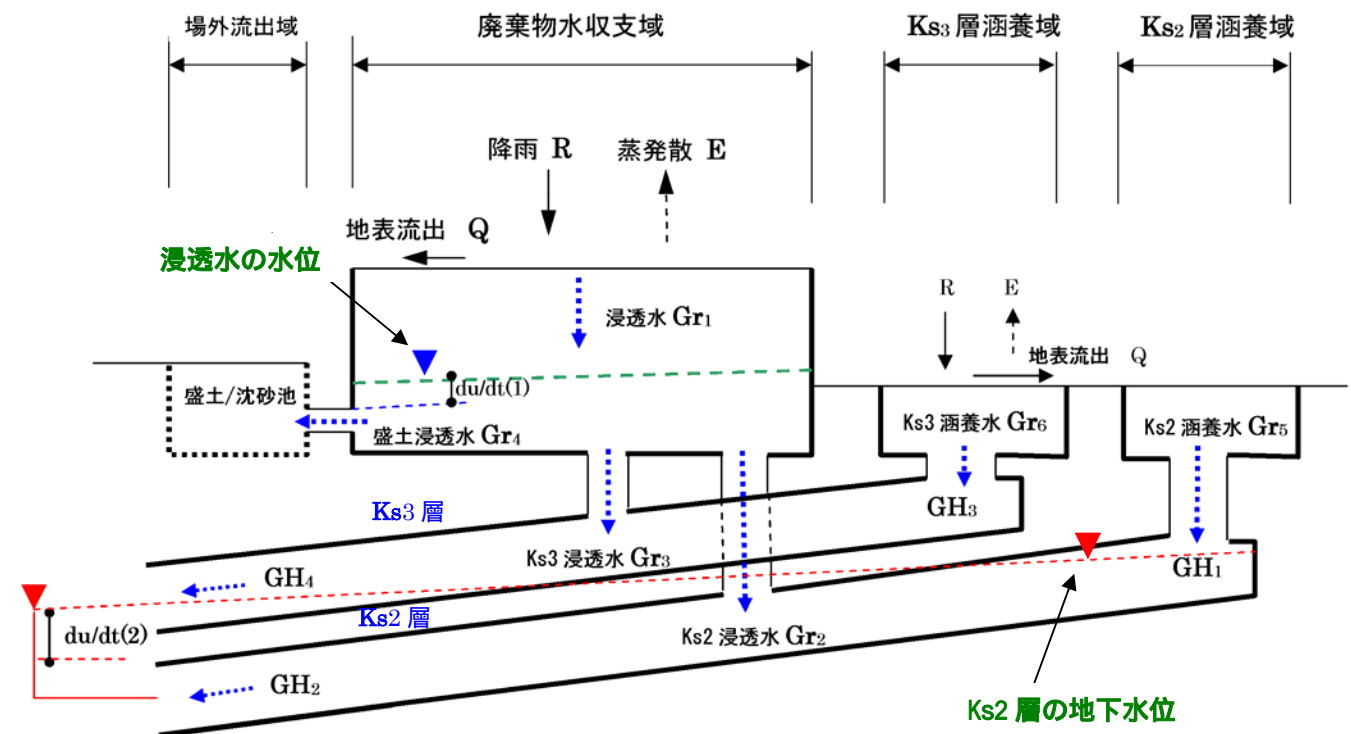 場外流出域
廃棄物水収支域
Ks3 層涵養域
Ks2 層涵養域
降雨 R
蒸発散 E
地表流出 Q
浸透水の水位
浸透水 Gr1
R
E
地表流出 Q
du/dt(1)
盛土/沈砂池
盛土浸透水 Gr4
Ks3 涵養水 Gr6
Ks2 涵養水 Gr5
Ks3 層
GH3
Ks3 浸透水 Gr3
GH4
GH1
Ks2 層
du/dt(2)
Ks2 浸透水 Gr2
GH2
Ks2 層の地下水位